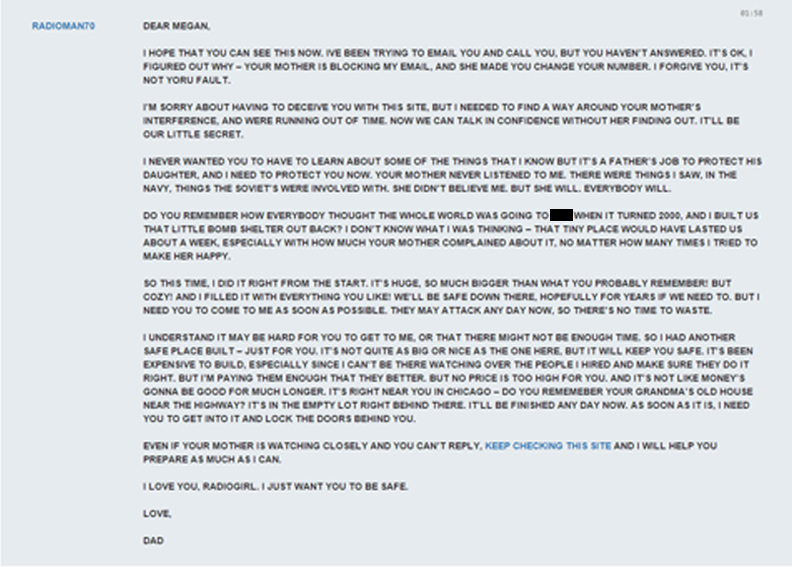 01:58
RADIOMAN70
DEAR MEGAN,
I HOPE THAT YOU CAN SEE THIS NOW. IVE BEEN TRYING TO EMAIL YOU AND CALL YOU, BUT YOU HAVEN'T ANSWERED. IT'S OK, I
FIGURED OUT WHY – YOUR MOTHER IS BLOCKING MY EMAIL, AND SHE MADE YOU CHANGE YOUR NUMBER. I FORGIVE YOU, IT'S
NOT YORU FAULT.
I'M SORRY ABOUT HAVING TO DECEIVE YOU WITH THIS SITE, BUT I NEEDED TO FIND A WAY AROUND YOUR MOTHER'S
INTERFERENCE, AND WERE RUNNING OUT OF TIME. NOW WE CAN TALK IN CONFIDENCE WITHOUT HER FINDING OUT. IT'LL BE
OUR LITTLE SECRET.
I NEVER WANTED YOU TO HAVE TO LEARN ABOUT SOME OF THE THINGS THAT I KNOW BUT IT'S A FATHER'S JOB TO PROTECT HIS
DAUGHTER, AND I NEED TO PROTECT YOU NOW. YOUR MOTHER NEVER LISTENED TO ME. THERE WERE THINGS I SAW, IN THE
NAVY, THINGS THE SOVIET'S WERE INVOLVED WITH. SHE DIDN'T BELIEVE ME. BUT SHE WILL. EVERYBODY WILL.
DO YOU REMEMBER HOW EVERYBODY THOUGHT THE WHOLE WORLD WAS GOING TO WHEN IT TURNED 2000, AND I BUILT US
THAT LITTLE BOMB SHELTER OUT BACK? I DON'T KNOW WHAT I WAS THINKING – THAT TINY PLACE WOULD HAVE LASTED US
ABOUT A WEEK, ESPECIALLY WITH HOW MUCH YOUR MOTHER COMPLAINED ABOUT IT, NO MATTER HOW MANY TIMES I TRIED TO
MAKE HER HAPPY.
SO THIS TIME, I DID IT RIGHT FROM THE START. IT'S HUGE, SO MUCH BIGGER THAN WHAT YOU PROBABLY REMEMBER! BUT
COZY! AND I FILLED IT WITH EVERYTHING YOU LIKE! WE'LL BE SAFE DOWN THERE, HOPEFULLY FOR YEARS IF WE NEED TO. BUT I
NEED YOU TO COME TO ME AS SOON AS POSSIBLE. THEY MAY ATTACK ANY DAY NOW, SO THERE'S NO TIME TO WASTE.
I UNDERSTAND IT MAY BE HARD FOR YOU TO GET TO ME, OR THAT THERE MIGHT NOT BE ENOUGH TIME. SO I HAD ANOTHER
SAFE PLACE BUILT – JUST FOR YOU. IT'S NOT QUITE AS BIG OR NICE AS THE ONE HERE, BUT IT WILL KEEP YOU SAFE. IT'S BEEN
EXPENSIVE TO BUILD, ESPECIALLY SINCE I CAN'T BE THERE WATCHING OVER THE PEOPLE I HIRED AND MAKE SURE THEY DO IT
RIGHT. BUT I'M PAYING THEM ENOUGH THAT THEY BETTER. BUT NO PRICE IS TOO HIGH FOR YOU. AND IT'S NOT LIKE MONEY'S
GONNA BE GOOD FOR MUCH LONGER. IT'S RIGHT NEAR YOU IN CHICAGO – DO YOU REMEMEBER YOUR GRANDMA'S OLD HOUSE
NEAR THE HIGHWAY? IT'S IN THE EMPTY LOT RIGHT BEHIND THERE. IT'LL BE FINISHED ANY DAY NOW. AS SOON AS IT IS, I NEED
YOU TO GET INTO IT AND LOCK THE DOORS BEHIND YOU.
EVEN IF YOUR MOTHER IS WATCHING CLOSELY AND YOU CAN'T REPLY, KEEP CHECKING THIS SITE AND I WILL HELP YOU
PREPARE AS MUCH AS I CAN.
I LOVE YOU, RADIOGIRL. I JUST WANT YOU TO BE SAFE.
LOVE,
DAD